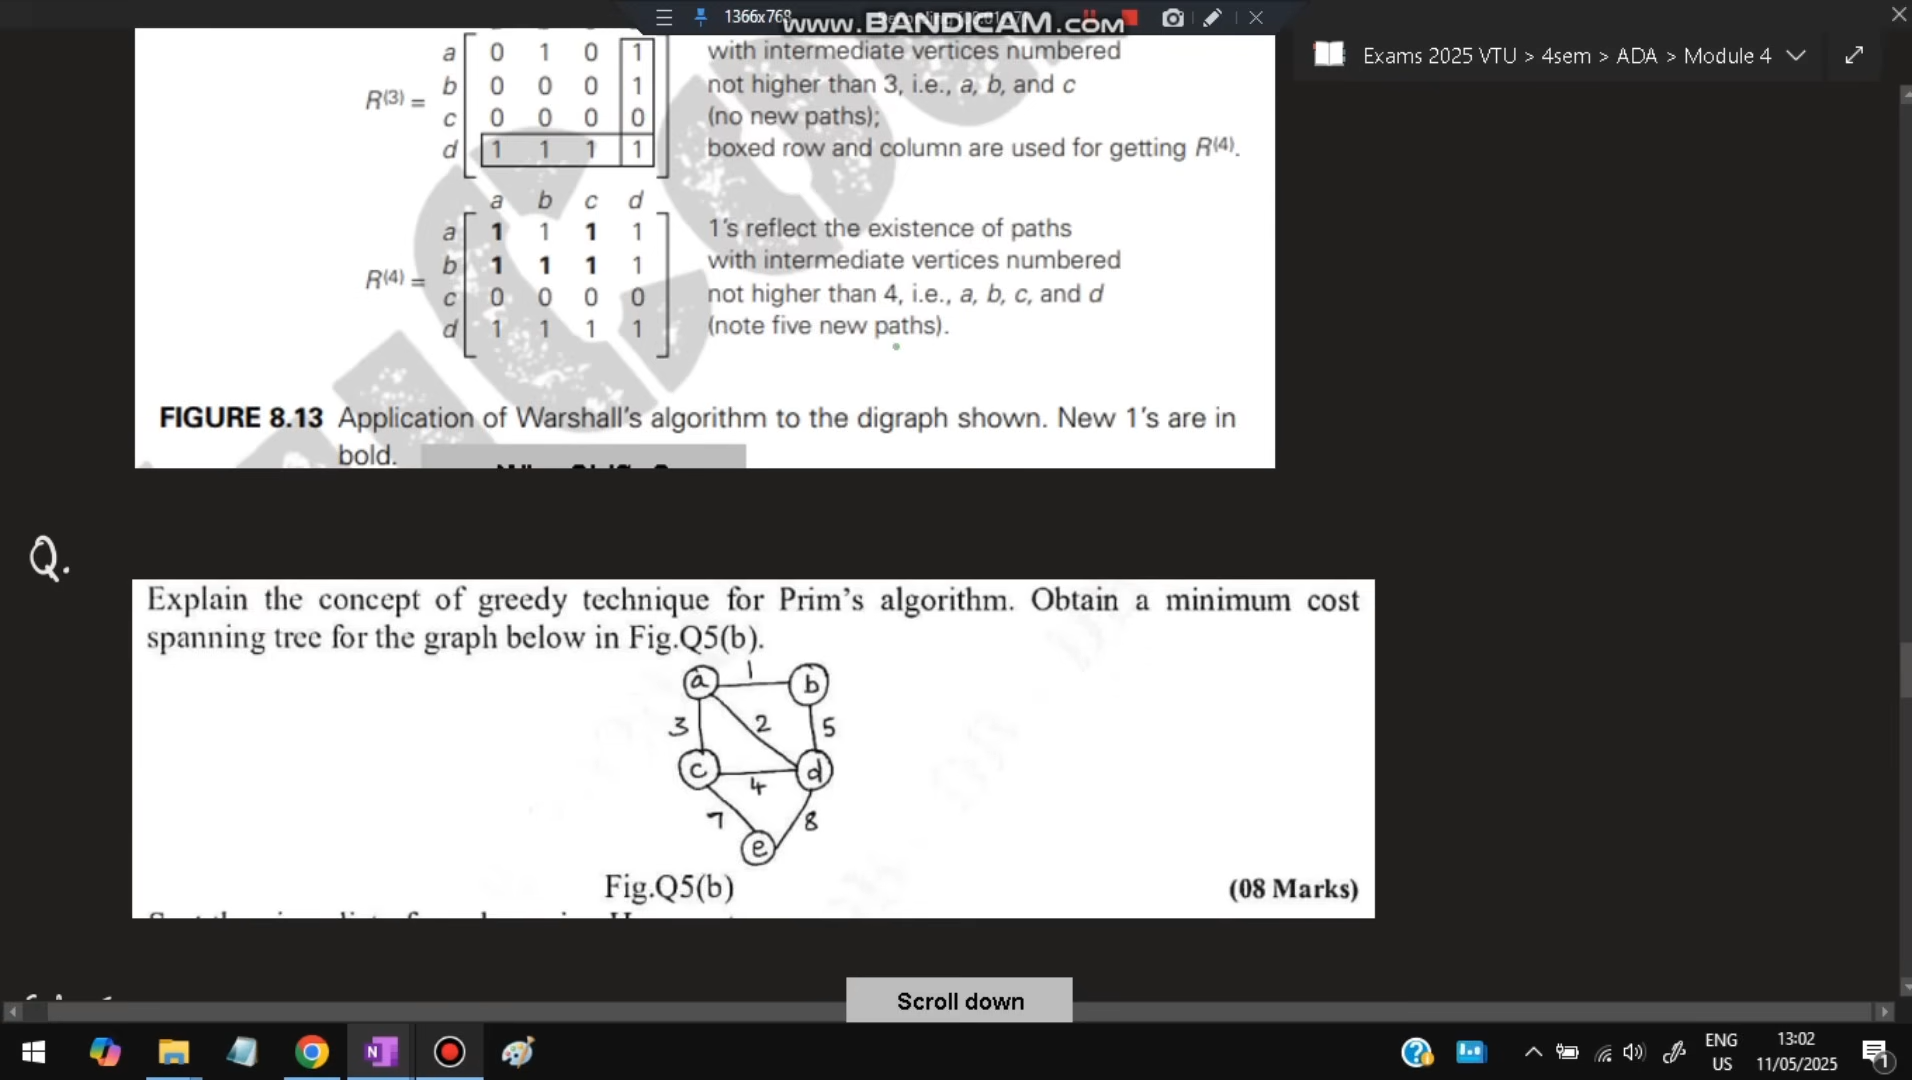 1366x768
www.BANDICAM.com
Exams 2025 VTU > 4sem > ADA > Module 4
a 0 1 0 1 with intermediate vertices numbered
R(3) = b 0 0 0 1 not higher than 3, i.e., a, b, and c
c 0 0 0 0 (no new paths);
d 1 1 1 1 boxed row and column are used for getting R(4).
a b c d
a 1 1 1 1 1's reflect the existence of paths
b 1 1 1 1 with intermediate vertices numbered
R(4) = c 0 0 0 0 not higher than 4, i.e., a, b, c, and d
d 1 1 1 1 (note five new paths).
FIGURE 8.13 Application of Warshall's algorithm to the digraph shown. New 1's are in
bold.
Q.
Explain the concept of greedy technique for Prim's algorithm. Obtain a minimum cost
spanning tree for the graph below in Fig.Q5(b).
a 1 b
3 2 5
c 4 d
7 8
e
Fig.Q5(b) (08 Marks)
Scroll down
N
ENG
US
13:02
11/05/2025
1